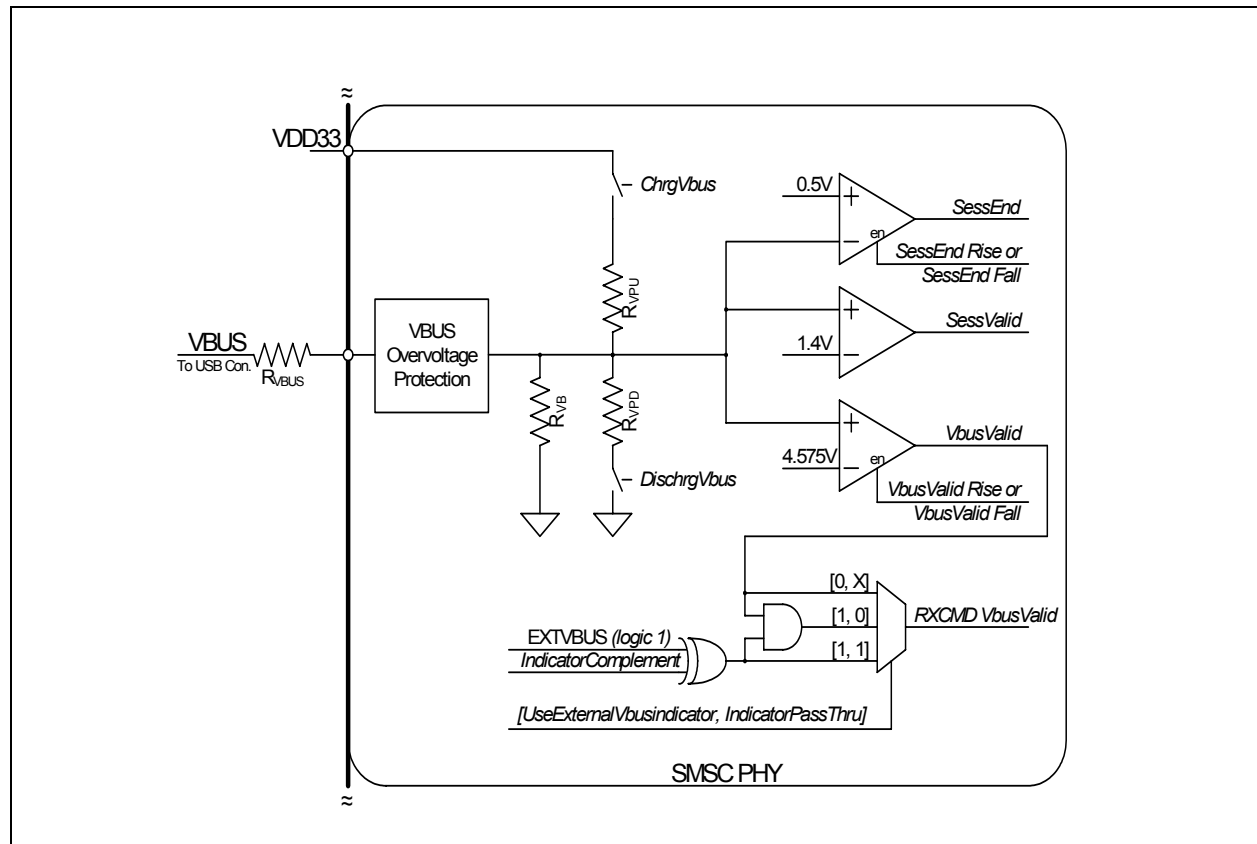 ≈
VDD33
ChrgVbus
0.5V
+
SessEnd
−
en
SessEnd Rise or
SessEnd Fall
RVPU
+
SessValid
1.4V
−
VBUS
To USB Con.
RVBUS
VBUS
Overvoltage
Protection
RVB
RVPD
DischrgVbus
+
VbusValid
4.575V
−
en
VbusValid Rise or
VbusValid Fall
[0, X]
[1, 0]
RXCMD VbusValid
EXTVBUS (logic 1)
[1, 1]
IndicatorComplement
[UseExternalVbusindicator, IndicatorPassThru]
SMSC PHY
≈